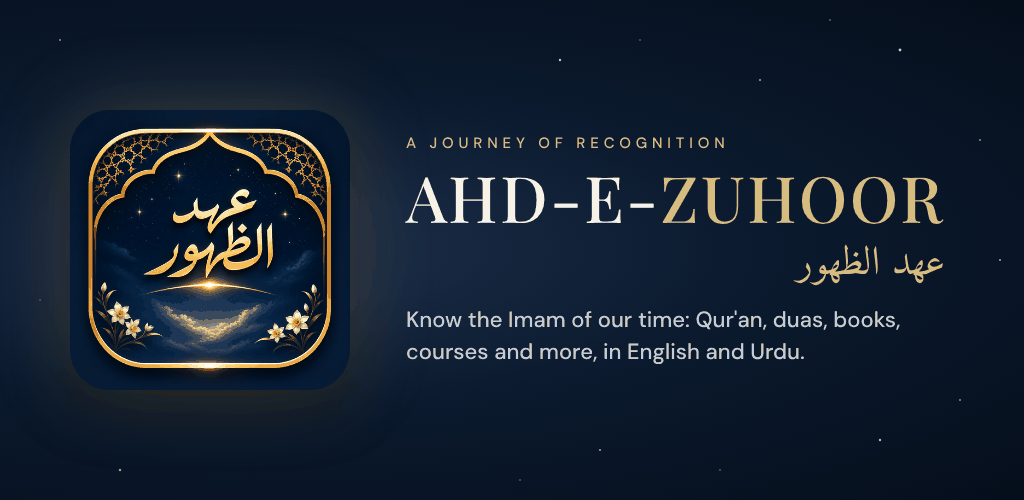 عهد
الظهور
A JOURNEY OF RECOGNITION
AHD-E-ZUHOOR
عهد الظهور
Know the Imam of our time: Qur'an, duas, books,
courses and more, in English and Urdu.